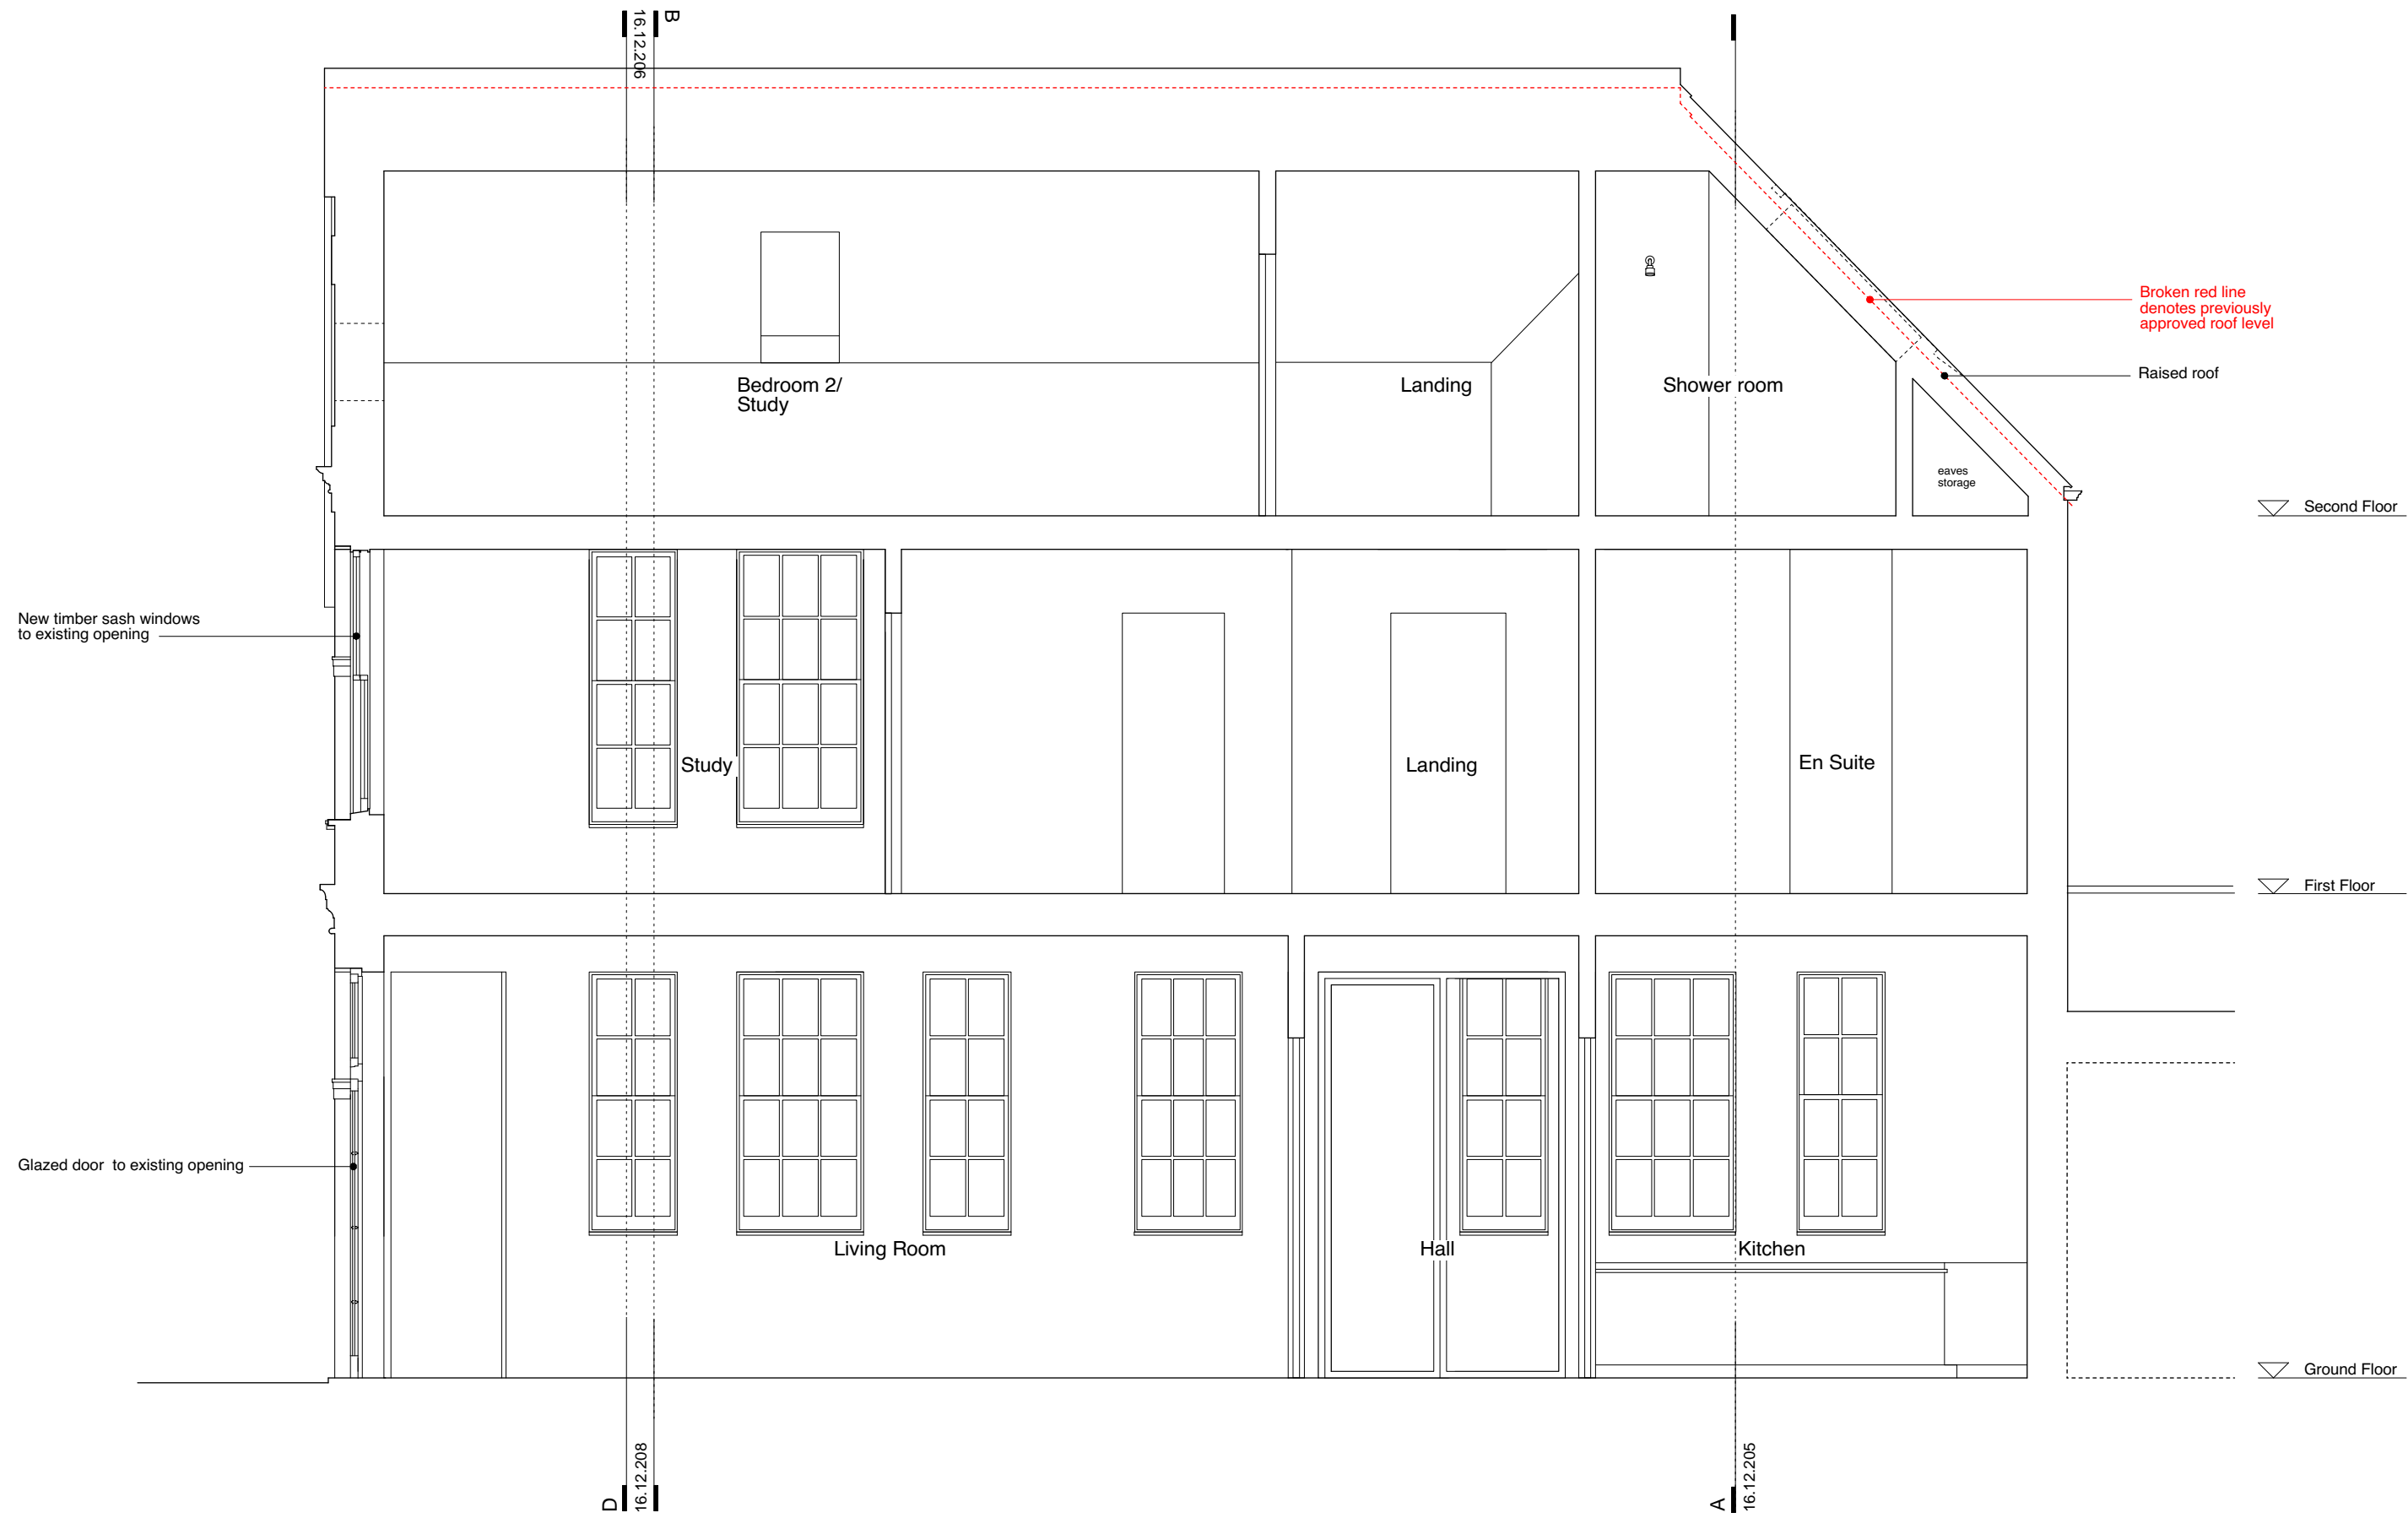 B
16.12.206
Broken red line
denotes previously
approved roof level
Raised roof
Bedroom 2/
Study
Landing
Shower room
eaves
storage
Second Floor
New timber sash windows
to existing opening
Study
Landing
En Suite
First Floor
Glazed door  to existing opening
Living Room
Hall
Kitchen
Ground Floor
D
16.12.208
A
16.12.205